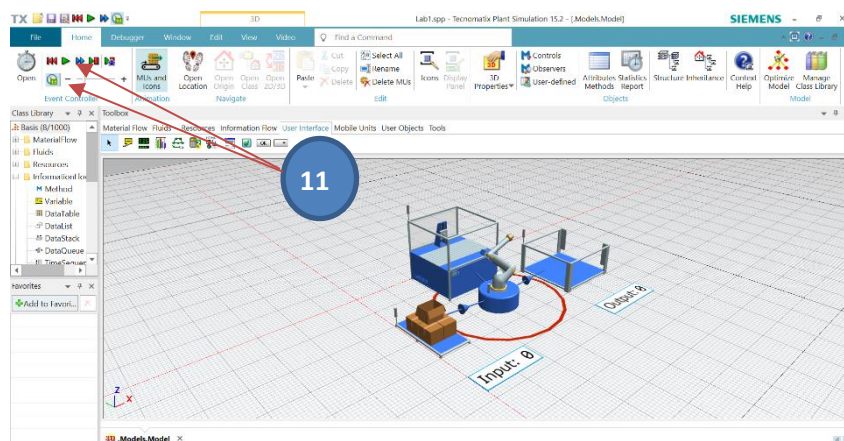 TX 3D Lab1.spp - Tecnomatix Plant Simulation 15.2 - [.Models.Model] SIEMENS
File Home Debugger Window Edit View Video Find a Command
Open MUs and Icons Open Location Open Origin Open Class Open 2D/3D Paste Cut Copy Delete Select All Rename Delete MUs Icons Display Panel 3D Properties Controls Observers User-defined Attributes Methods Statistics Report Structure Inheritance Context Help Optimize Model Manage Class Library
Event Controller Animation Navigate Edit Objects Model
Class Library Toolbox
Basis (8/1000) Material Flow Fluids Resources Information Flow User Interface Mobile Units User Objects Tools
MaterialFlow
Fluids
Resources
Method
Variable
DataTable
DataList
DataStack
DataQueue
Favorites
Add to Favori...
11
Output: 0
Input: 0
Z
X
3D .Models.Model